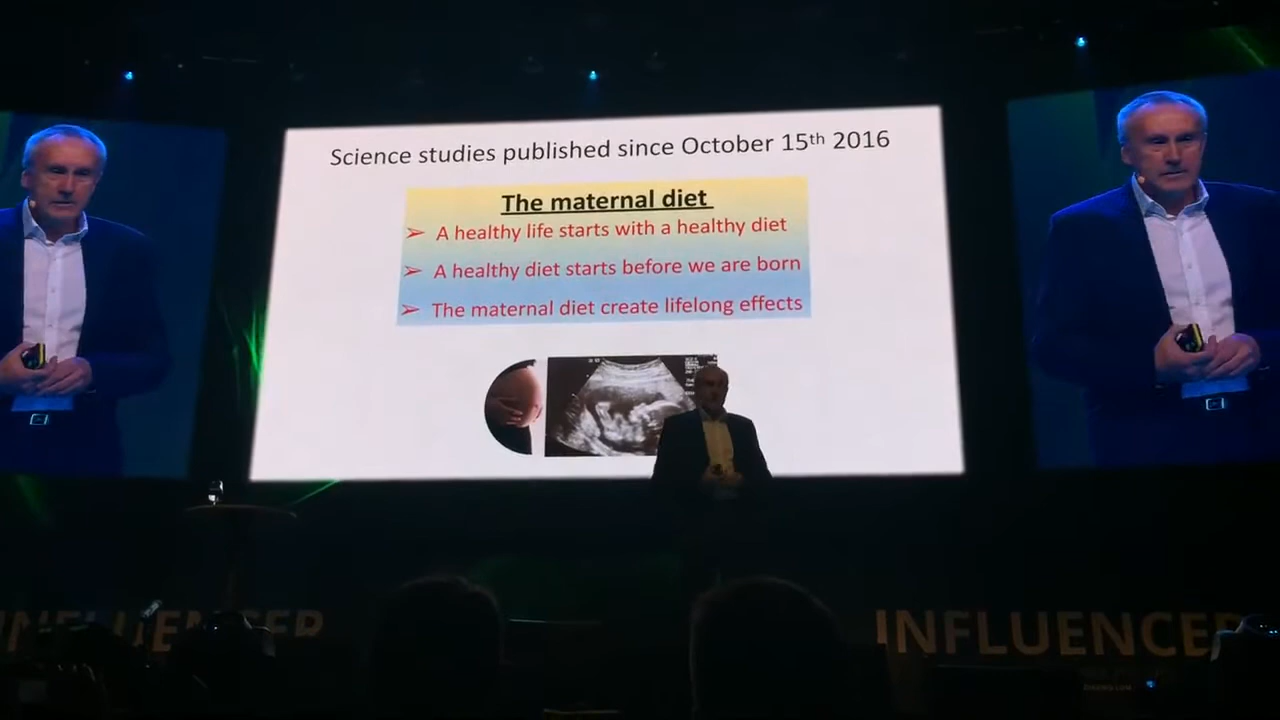 Science studies published since October 15th 2016
The maternal diet
➢ A healthy life starts with a healthy diet
➢ A healthy diet starts before we are born
➢ The maternal diet create lifelong effects
INFLUENCER
INFLUENCER